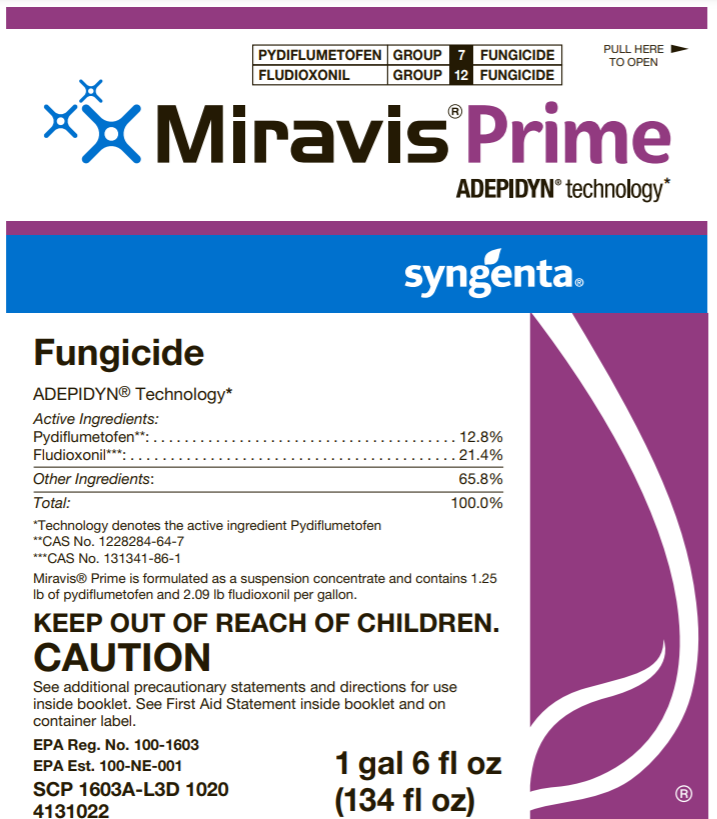 PYDIFLUMETOFEN GROUP 7 FUNGICIDE
FLUDIOXONIL GROUP 12 FUNGICIDE
PULL HERE
TO OPEN
Miravis® Prime
ADEPIDYN® technology*
syngenta®
Fungicide
ADEPIDYN® Technology*
Active Ingredients:
Pydiflumetofen**: . . . . . . . . . . . . . . . . . . . . . . . . . . . . . . . . . . . . . . 12.8%
Fludioxonil***: . . . . . . . . . . . . . . . . . . . . . . . . . . . . . . . . . . . . . . . . . 21.4%
Other Ingredients: 65.8%
Total: 100.0%
*Technology denotes the active ingredient Pydiflumetofen
**CAS No. 1228284-64-7
***CAS No. 131341-86-1
Miravis® Prime is formulated as a suspension concentrate and contains 1.25
lb of pydiflumetofen and 2.09 lb fludioxonil per gallon.
KEEP OUT OF REACH OF CHILDREN.
CAUTION
See additional precautionary statements and directions for use
inside booklet. See First Aid Statement inside booklet and on
container label.
EPA Reg. No. 100-1603
EPA Est. 100-NE-001
SCP 1603A-L3D 1020
4131022
1 gal 6 fl oz
(134 fl oz)
®